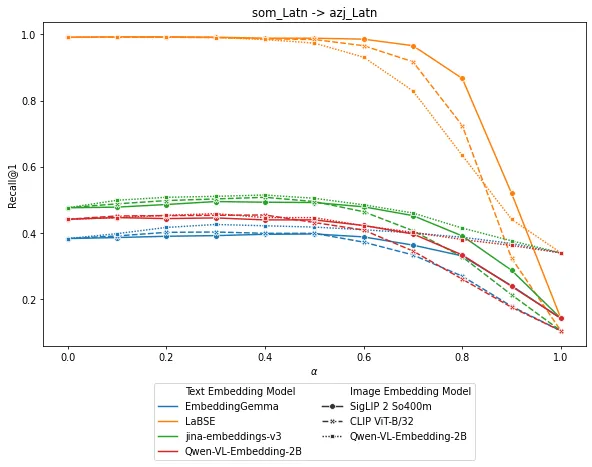 som_Latn -> azj_Latn
Recall@1
1.0
0.8
0.6
0.4
0.2
0.0 0.2 0.4 0.6 0.8 1.0
α
Text Embedding Model Image Embedding Model
EmbeddingGemma SigLIP 2 So400m
LaBSE CLIP ViT-B/32
jina-embeddings-v3 Qwen-VL-Embedding-2B
Qwen-VL-Embedding-2B